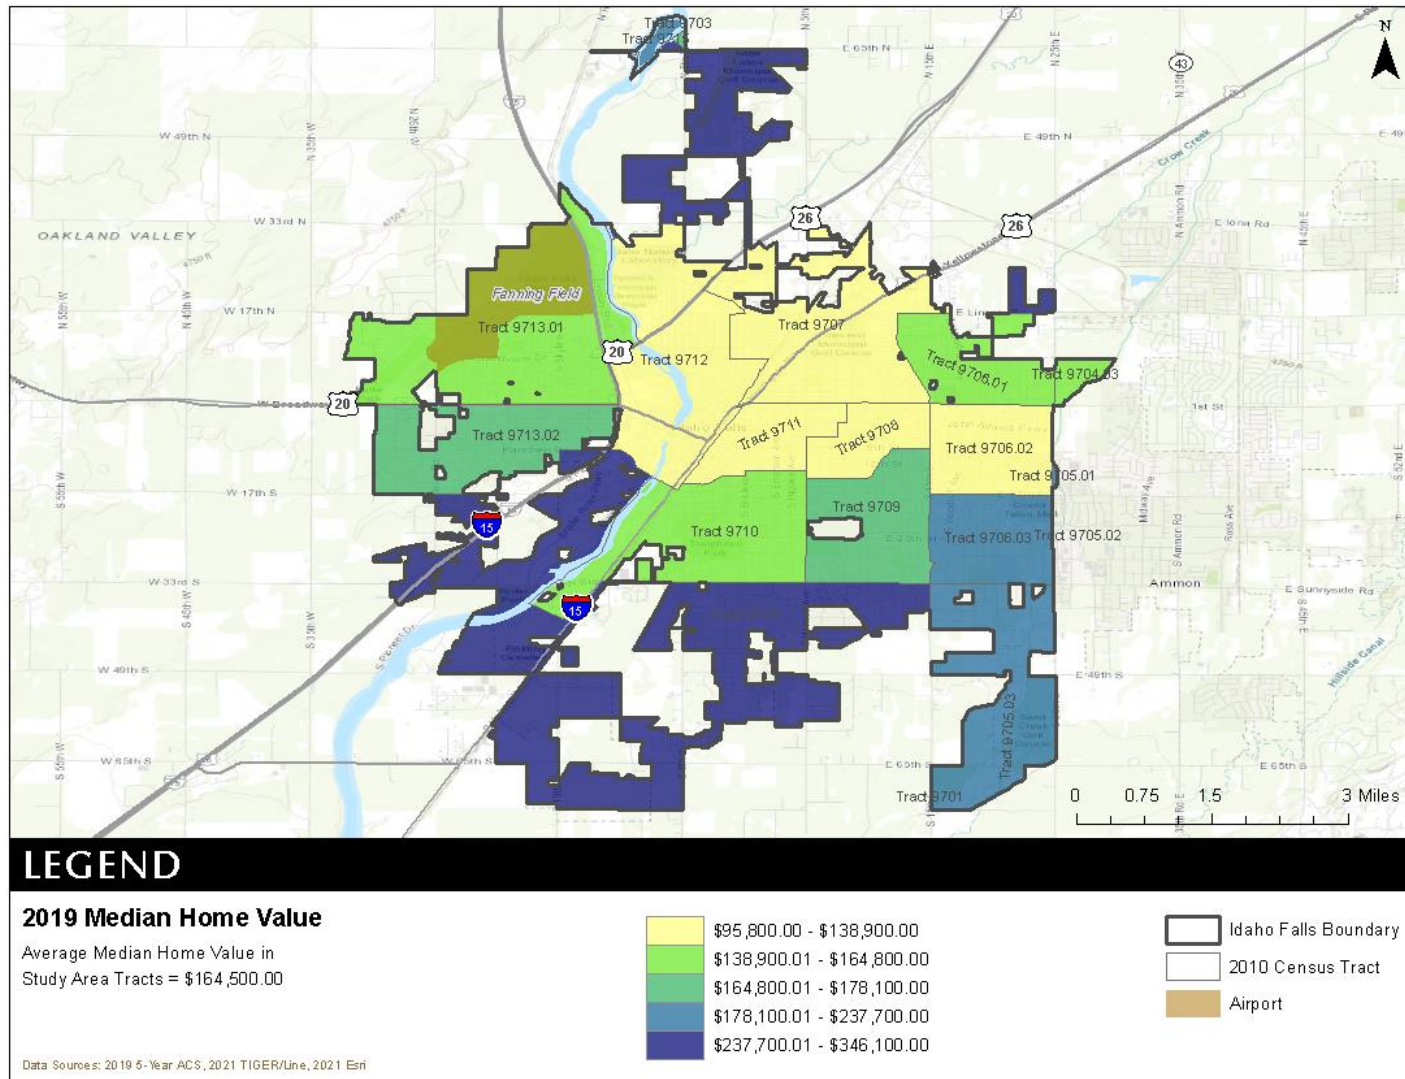 Tract 9703
N
E 65th N
43
W 49th N
E 49th N
Crow Creek
W 33rd N
26
26
E Iona Rd
OAKLAND VALLEY
Yellowstone
Fanning Field
W 17th N
Tract 9713.01
Tract 9707
20
Tract 9712
Tract 9706.01
Tract 9704.03
20
1st St
Tract 9713.02
Tract 9711
Tract 9708
Tract 9706.02
Tract 9705.01
W 17th S
15
Tract 9709
Tract 9710
Tract 9706.03
Tract 9705.02
W 33rd S
Ammon
E Sunnyside Rd
15
W 49th S
E 49th S
Hillside Canal
Tract 9705.03
W 65th S
E 65th S
E 65th S
Tract 9701
0 0.75 1.5 3 Miles
LEGEND
2019 Median Home Value
Average Median Home Value in
Study Area Tracts = $164,500.00
$95,800.00 - $138,900.00
$138,900.01 - $164,800.00
$164,800.01 - $178,100.00
$178,100.01 - $237,700.00
$237,700.01 - $346,100.00
Idaho Falls Boundary
2010 Census Tract
Airport
Data Sources: 2019 5-Year ACS, 2021 TIGER/Line, 2021 Esri